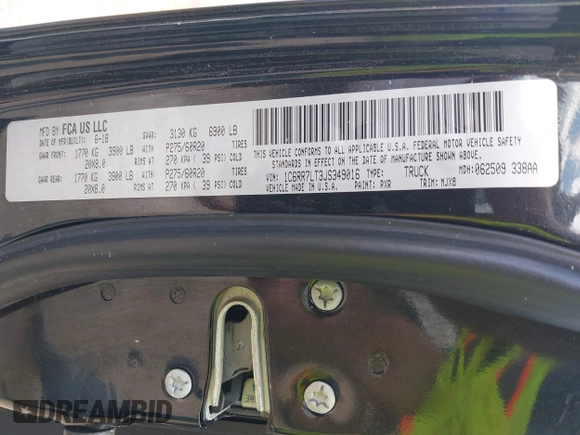 MFD BY FCA US LLC
DATE OF MFR(BUILT): 6-18 GVWR: 3130 KG 6900 LB
GAWR: FRONT: 1770 KG 3900 LB WITH P275/60R20 TIRES
20X8.0 RIMS AT 270 KPA ( 39 PSI) COLD
GAWR: REAR: 1770 KG 3900 LB WITH P275/60R20 TIRES
20X8.0 RIMS AT 270 KPA ( 39 PSI) COLD
THIS VEHICLE CONFORMS TO ALL APPLICABLE U.S.A. FEDERAL MOTOR VEHICLE SAFETY
STANDARDS IN EFFECT ON THE DATE OF MANUFACTURE SHOWN ABOVE.
VIN: 1C6RR7LT3JS349016 TYPE: TRUCK MDH: 062509 338AA
MADE IN U.S.A. PAINT: PXR TRIM: MJX8
DREAMBID